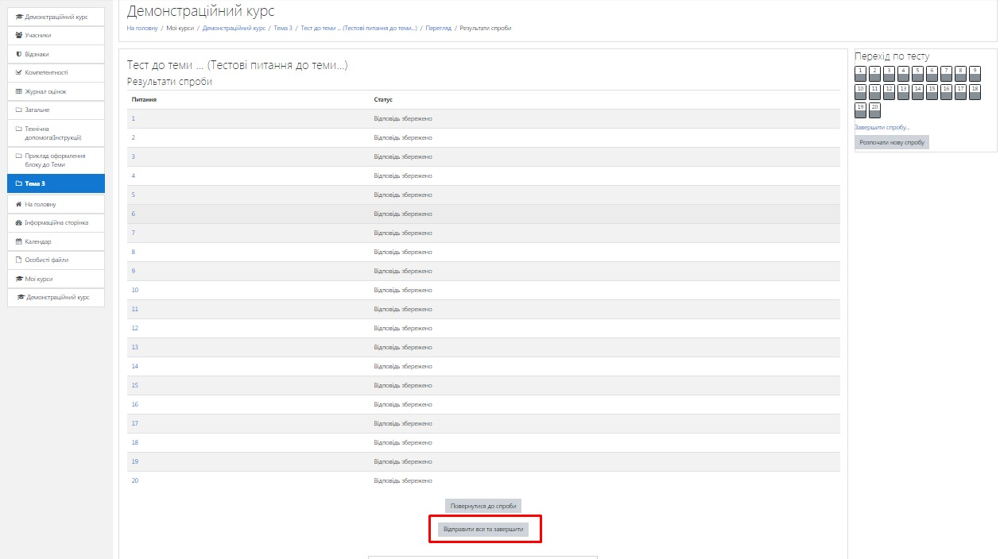 Демонстраційний курс
Учасники
Відзнаки
Компетентності
Журнал оцінок
Загальне
Технічна
допомога(Інструкції)
Приклад оформлення
блоку до Теми
Тема 3
На головну
Інформаційна сторінка
Календар
Особисті файли
Мої курси
Демонстраційний курс
Демонстраційний курс
На головну / Мої курси / Демонстраційний курс / Тема 3 / Тест до теми ... (Тестові питання до теми...) / Перегляд / Результати спроби
Тест до теми ... (Тестові питання до теми...)
Результати спроби
Питання Статус
1 Відповідь збережено
2 Відповідь збережено
3 Відповідь збережено
4 Відповідь збережено
5 Відповідь збережено
6 Відповідь збережено
7 Відповідь збережено
8 Відповідь збережено
9 Відповідь збережено
10 Відповідь збережено
11 Відповідь збережено
12 Відповідь збережено
13 Відповідь збережено
14 Відповідь збережено
15 Відповідь збережено
16 Відповідь збережено
17 Відповідь збережено
18 Відповідь збережено
19 Відповідь збережено
20 Відповідь збережено
Повернутися до спроби
Відправити все та завершити
Перехід по тесту
1 2 3 4 5 6 7 8 9
10 11 12 13 14 15 16 17 18
19 20
Завершити спробу...
Розпочати нову спробу